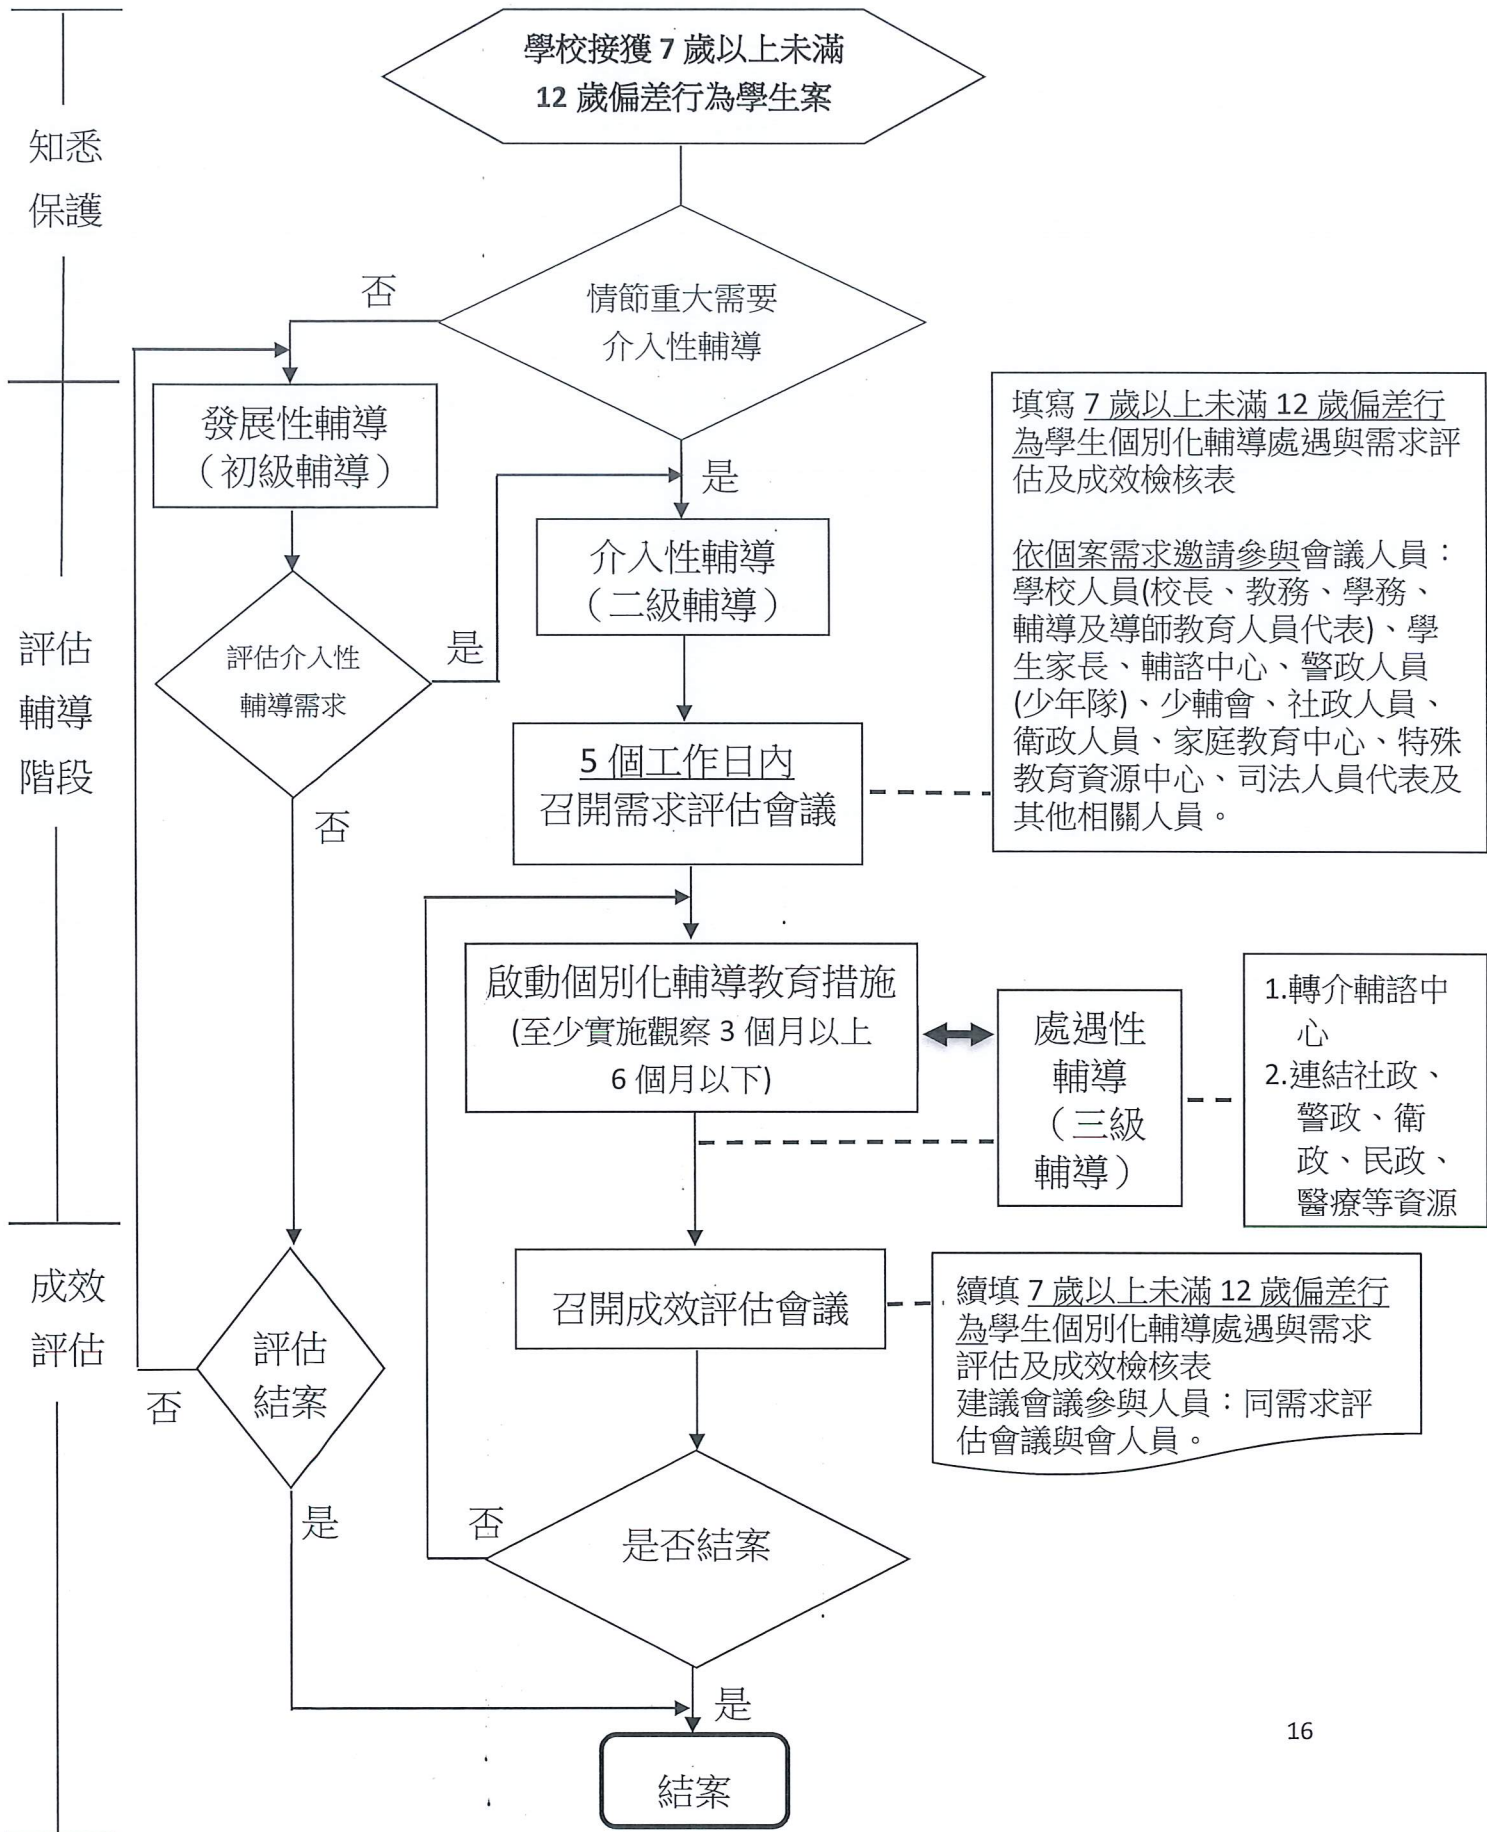 學校接獲 7 歲以上未滿
12 歲偏差行為學生案
知悉
保護
否
情節重大需要
介入性輔導
是
發展性輔導
（初級輔導）
介入性輔導
（二級輔導）
填寫 7 歲以上未滿 12 歲偏差行
為學生個別化輔導處遇與需求評
估及成效檢核表
依個案需求邀請參與會議人員：
學校人員(校長、教務、學務、
輔導及導師教育人員代表)、學
生家長、輔諮中心、警政人員
(少年隊)、少輔會、社政人員、
衛政人員、家庭教育中心、特殊
教育資源中心、司法人員代表及
其他相關人員。
評估
輔導
階段
評估介入性
輔導需求
是
否
5 個工作日內
召開需求評估會議
啟動個別化輔導教育措施
(至少實施觀察 3 個月以上
6 個月以下)
處遇性
輔導
（三級
輔導）
1.轉介輔諮中
心
2.連結社政、
警政、衛
政、民政、
醫療等資源
成效
評估
評估
結案
否
是
召開成效評估會議
續填 7 歲以上未滿 12 歲偏差行
為學生個別化輔導處遇與需求
評估及成效檢核表
建議會議參與人員：同需求評
估會議與會人員。
否
是否結案
是
結案
16